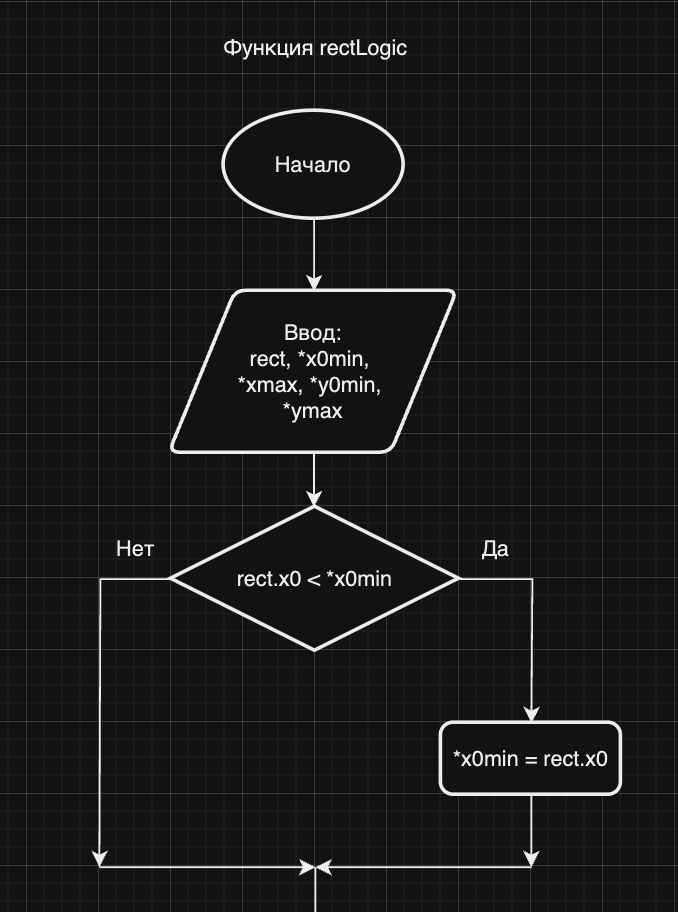 Функция rectLogic
Начало
Ввод:
rect, *x0min,
*xmax, *y0min,
*ymax
Нет
Да
rect.x0 < *x0min
*x0min = rect.x0